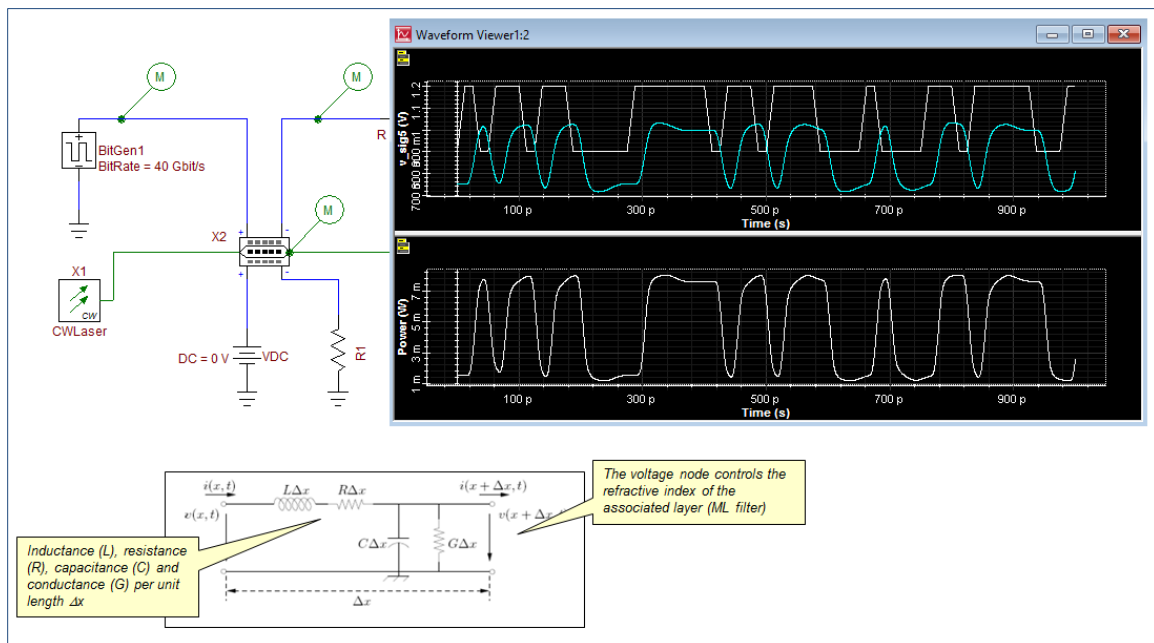 Waveform Viewer1:2
M
M
R
BitGen1
BitRate = 40 Gbit/s
M
X2
+
-
+
-
X1
CW
CWLaser
DC = 0 V
VDC
R1
v_sig5 (V)
1.2
1.1
1
900 m
800 m
700 m
100 p
300 p
500 p
700 p
900 p
Time (s)
Power (W)
7 m
5 m
3 m
1 m
100 p
300 p
500 p
700 p
900 p
Time (s)
i(x,t)
LΔx
RΔx
i(x + Δx, t)
v(x,t)
CΔx
GΔx
v(x + Δx
Δx
Inductance (L), resistance
(R), capacitance (C) and
conductance (G) per unit
length Δx
The voltage node controls the
refractive index of the
associated layer (ML filter)